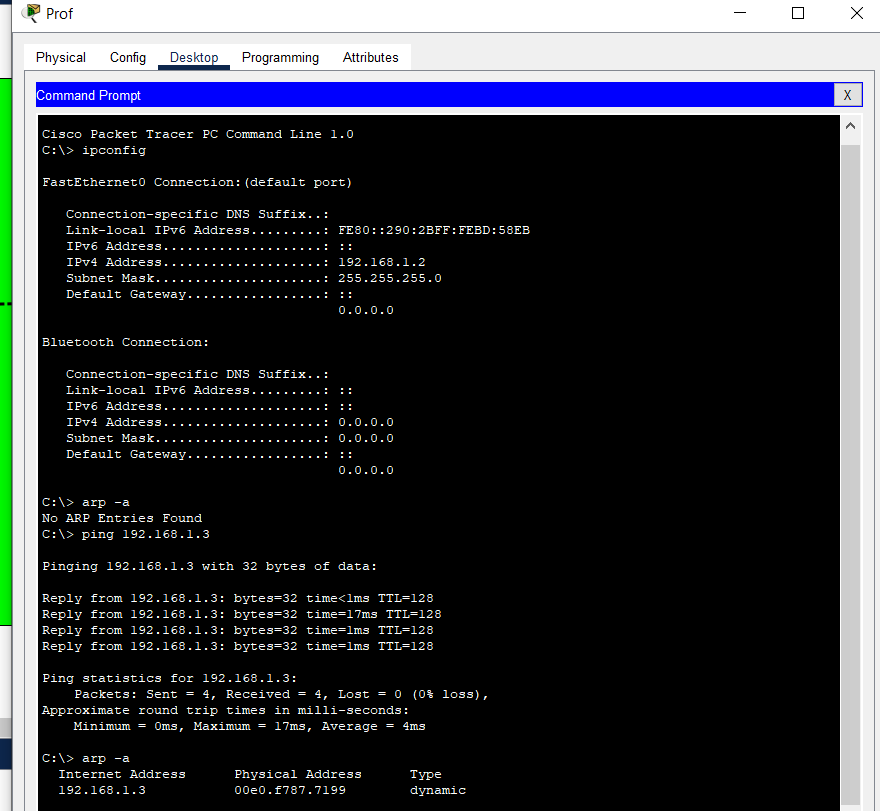 Prof
Physical Config Desktop Programming Attributes
Command Prompt X
Cisco Packet Tracer PC Command Line 1.0
C:\> ipconfig
FastEthernet0 Connection:(default port)
Connection-specific DNS Suffix..:
Link-local IPv6 Address.........: FE80::290:2BFF:FEBD:58EB
IPv6 Address....................: ::
IPv4 Address....................: 192.168.1.2
Subnet Mask.....................: 255.255.255.0
Default Gateway.................: ::
0.0.0.0
Bluetooth Connection:
Connection-specific DNS Suffix..:
Link-local IPv6 Address.........: ::
IPv6 Address....................: ::
IPv4 Address....................: 0.0.0.0
Subnet Mask.....................: 0.0.0.0
Default Gateway.................: ::
0.0.0.0
C:\> arp -a
No ARP Entries Found
C:\> ping 192.168.1.3
Pinging 192.168.1.3 with 32 bytes of data:
Reply from 192.168.1.3: bytes=32 time<1ms TTL=128
Reply from 192.168.1.3: bytes=32 time=17ms TTL=128
Reply from 192.168.1.3: bytes=32 time=1ms TTL=128
Reply from 192.168.1.3: bytes=32 time=1ms TTL=128
Ping statistics for 192.168.1.3:
Packets: Sent = 4, Received = 4, Lost = 0 (0% loss),
Approximate round trip times in milli-seconds:
Minimum = 0ms, Maximum = 17ms, Average = 4ms
C:\> arp -a
Internet Address Physical Address Type
192.168.1.3 00e0.f787.7199 dynamic